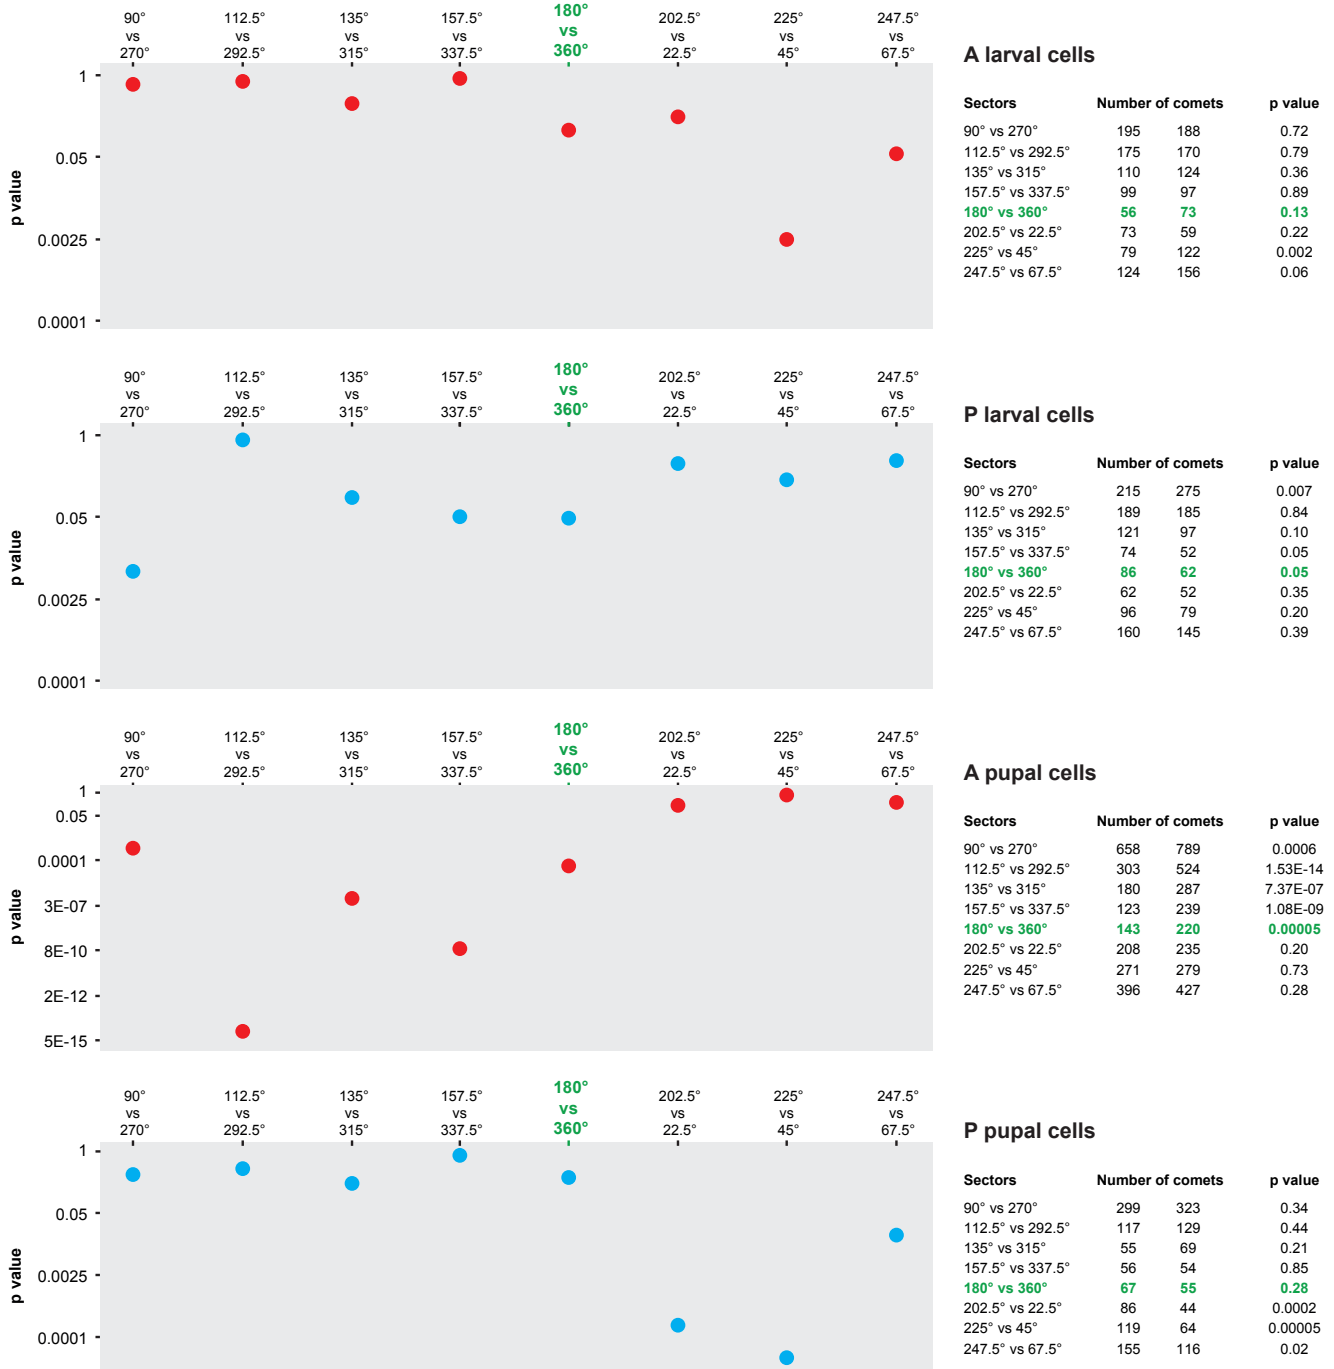 90° 112.5° 135° 157.5° 180° 202.5° 225° 247.5°
vs vs vs vs vs vs vs vs
270° 292.5° 315° 337.5° 360° 22.5° 45° 67.5°
1
0.05
0.0025
0.0001
p value
A larval cells
Sectors Number of comets p value
90° vs 270° 195 188 0.72
112.5° vs 292.5° 175 170 0.79
135° vs 315° 110 124 0.36
157.5° vs 337.5° 99 97 0.89
180° vs 360° 56 73 0.13
202.5° vs 22.5° 73 59 0.22
225° vs 45° 79 122 0.002
247.5° vs 67.5° 124 156 0.06
90° 112.5° 135° 157.5° 180° 202.5° 225° 247.5°
vs vs vs vs vs vs vs vs
270° 292.5° 315° 337.5° 360° 22.5° 45° 67.5°
1
0.05
0.0025
0.0001
p value
P larval cells
Sectors Number of comets p value
90° vs 270° 215 275 0.007
112.5° vs 292.5° 189 185 0.84
135° vs 315° 121 97 0.10
157.5° vs 337.5° 74 52 0.05
180° vs 360° 86 62 0.05
202.5° vs 22.5° 62 52 0.35
225° vs 45° 96 79 0.20
247.5° vs 67.5° 160 145 0.39
90° 112.5° 135° 157.5° 180° 202.5° 225° 247.5°
vs vs vs vs vs vs vs vs
270° 292.5° 315° 337.5° 360° 22.5° 45° 67.5°
1
0.05
0.0001
3E-07
8E-10
2E-12
5E-15
p value
A pupal cells
Sectors Number of comets p value
90° vs 270° 658 789 0.0006
112.5° vs 292.5° 303 524 1.53E-14
135° vs 315° 180 287 7.37E-07
157.5° vs 337.5° 123 239 1.08E-09
180° vs 360° 143 220 0.00005
202.5° vs 22.5° 208 235 0.20
225° vs 45° 271 279 0.73
247.5° vs 67.5° 396 427 0.28
90° 112.5° 135° 157.5° 180° 202.5° 225° 247.5°
vs vs vs vs vs vs vs vs
270° 292.5° 315° 337.5° 360° 22.5° 45° 67.5°
1
0.05
0.0025
0.0001
p value
P pupal cells
Sectors Number of comets p value
90° vs 270° 299 323 0.34
112.5° vs 292.5° 117 129 0.44
135° vs 315° 55 69 0.21
157.5° vs 337.5° 56 54 0.85
180° vs 360° 67 55 0.28
202.5° vs 22.5° 86 44 0.0002
225° vs 45° 119 64 0.00005
247.5° vs 67.5° 155 116 0.02